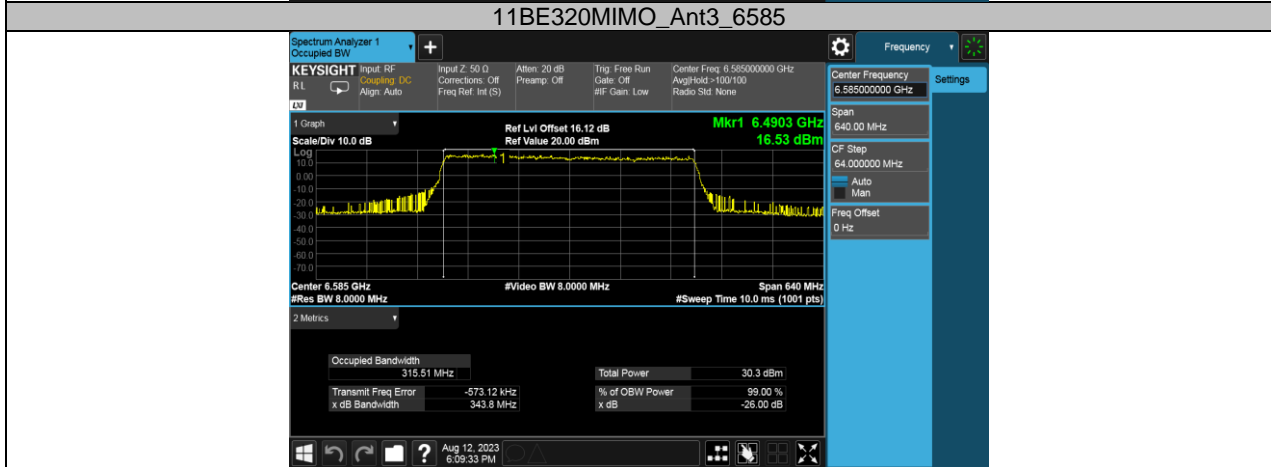 11BE320MIMO_Ant3_6585
Spectrum Analyzer 1
Occupied BW
Frequency
KEYSIGHT
RL
LXI
Input: RF
Coupling: DC
Align: Auto
Input Z: 50 Ω
Corrections: Off
Freq Ref: Int (S)
Atten: 20 dB
Preamp: Off
Trig: Free Run
Gate: Off
#IF Gain: Low
Center Freq: 6.585000000 GHz
Avg|Hold:>100/100
Radio Std: None
Center Frequency
6.585000000 GHz
Settings
Span
640.00 MHz
CF Step
64.000000 MHz
Auto
Man
Freq Offset
0 Hz
1 Graph
Ref Lvl Offset 16.12 dB
Mkr1 6.4903 GHz
Scale/Div 10.0 dB
Ref Value 20.00 dBm
16.53 dBm
Log
10.0
0.00
-10.0
-20.0
-30.0
-40.0
-50.0
-60.0
-70.0
1
Center 6.585 GHz
#Video BW 8.0000 MHz
Span 640 MHz
#Res BW 8.0000 MHz
#Sweep Time 10.0 ms (1001 pts)
2 Metrics
Occupied Bandwidth
315.51 MHz
Total Power 30.3 dBm
Transmit Freq Error -573.12 kHz
% of OBW Power 99.00 %
x dB Bandwidth 343.8 MHz
x dB -26.00 dB
Aug 12, 2023
6:09:33 PM